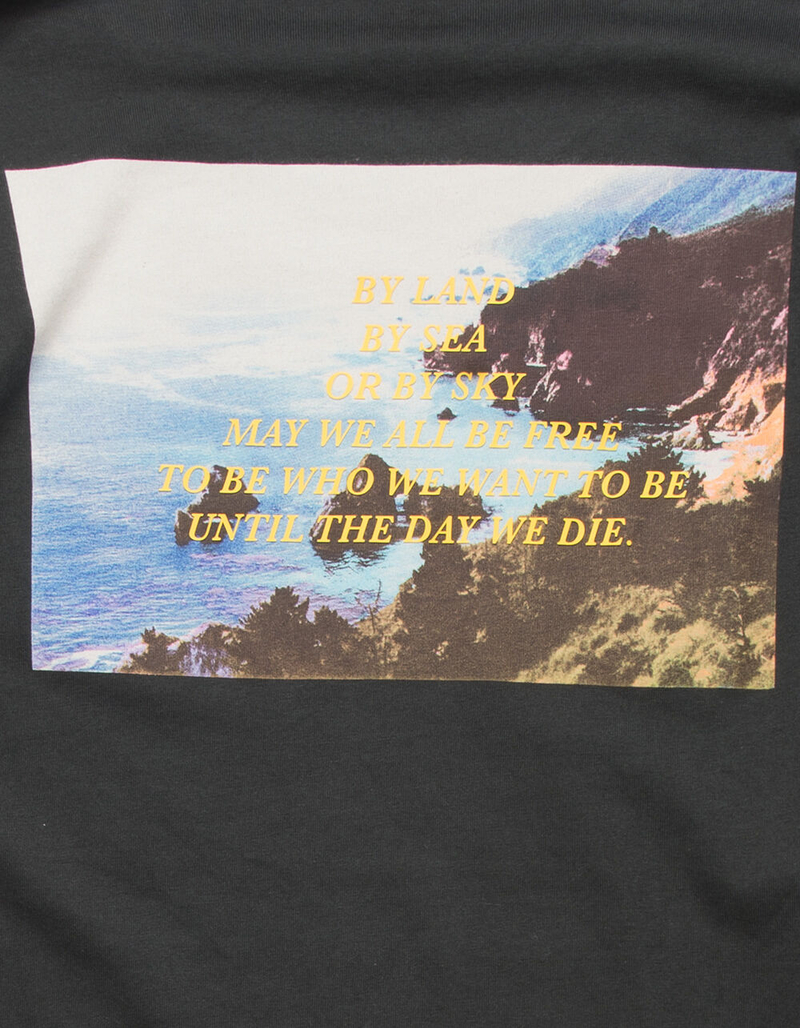 BY LAND
BY SEA
OR BY SKY
MAY WE ALL BE FREE
TO BE WHO WE WANT TO BE
UNTIL THE DAY WE DIE.